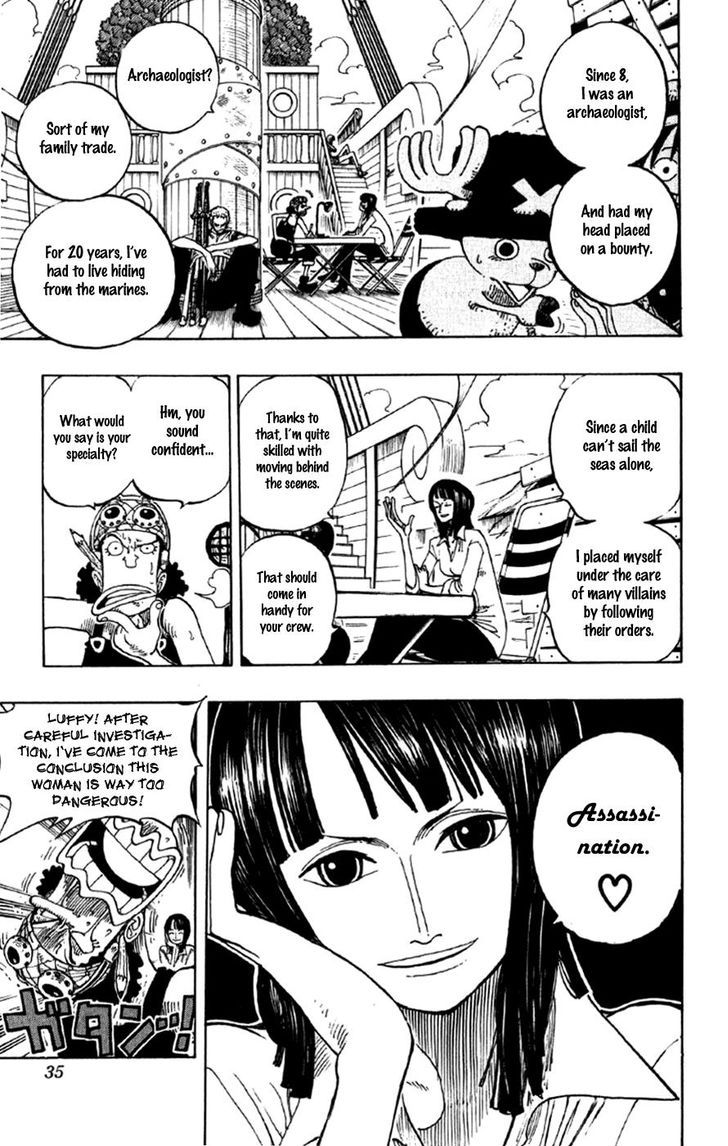 Since 8,
I was an
archaeologist,
And had my
head placed
on a bounty.
Archaeologist?
Sort of my
family trade.
For 20 years, I've
had to live hiding
from the marines.
Since a child
can't sail the
seas alone,
I placed myself
under the care
of many villains
by following
their orders.
Thanks to
that, I'm quite
skilled with
moving behind
the scenes.
That should
come in
handy for
your crew.
Hm, you
sound
confident...
What would
you say is your
specialty?
Assassi-
nation.
♡
LUFFY! AFTER
CAREFUL INVESTIGA-
TION, I'VE COME TO THE
CONCLUSION THIS
WOMAN IS WAY TOO
DANGEROUS!
ガタン!!
35